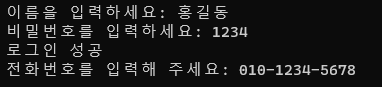 이름을 입력하세요: 홍길동
비밀번호를 입력하세요: 1234
로그인 성공
전화번호를 입력해 주세요: 010-1234-5678